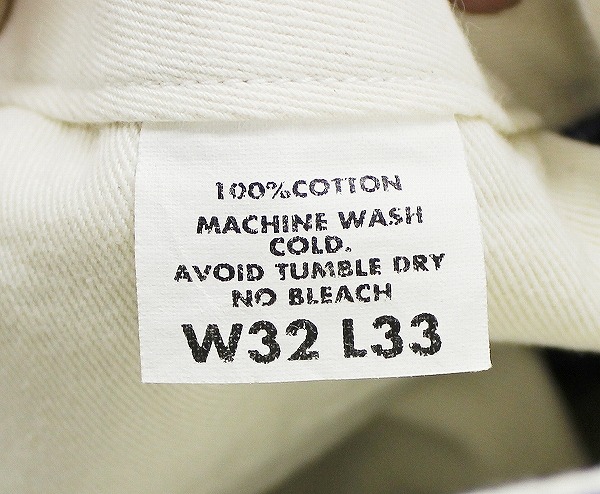 100%COTTON
MACHINE WASH
COLD.
AVOID TUMBLE DRY
NO BLEACH
W32 L33